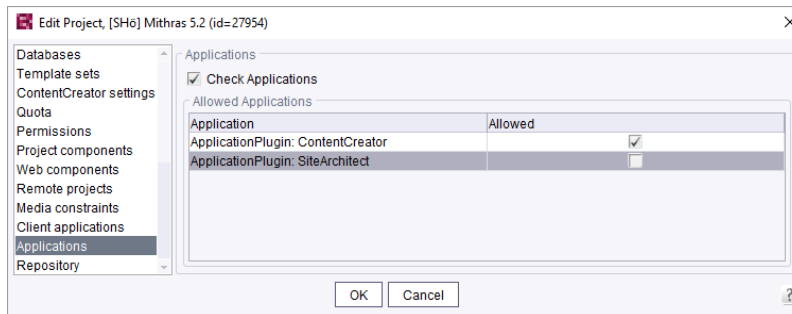 Edit Project, [SHö] Mithras 5.2 (id=27954)
Databases
Template sets
ContentCreator settings
Quota
Permissions
Project components
Web components
Remote projects
Media constraints
Client applications
Applications
Repository
Applications
Check Applications
Allowed Applications
Application Allowed
ApplicationPlugin: ContentCreator
ApplicationPlugin: SiteArchitect
OK Cancel
?